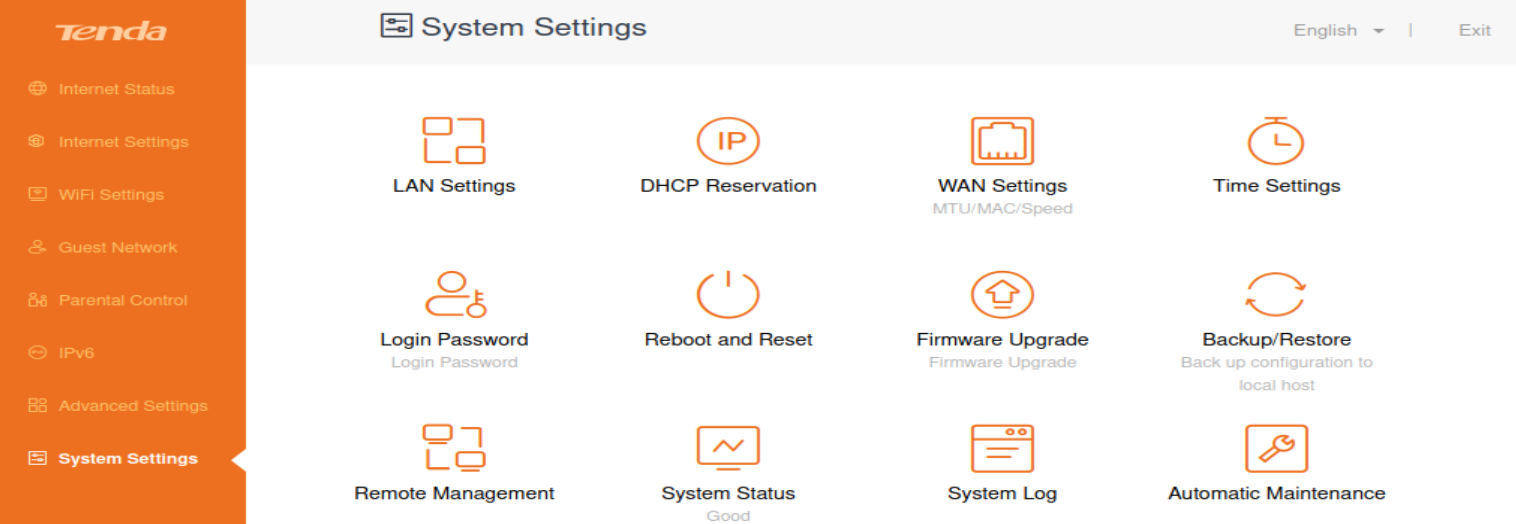 Tenda
System Settings
English | Exit
Internet Status
Internet Settings
WiFi Settings
Guest Network
Parental Control
IPv6
Advanced Settings
System Settings
LAN Settings
IP
DHCP Reservation
WAN Settings
MTU/MAC/Speed
Time Settings
Login Password
Login Password
Reboot and Reset
Firmware Upgrade
Firmware Upgrade
Backup/Restore
Back up configuration to
local host
Remote Management
System Status
Good
System Log
Automatic Maintenance